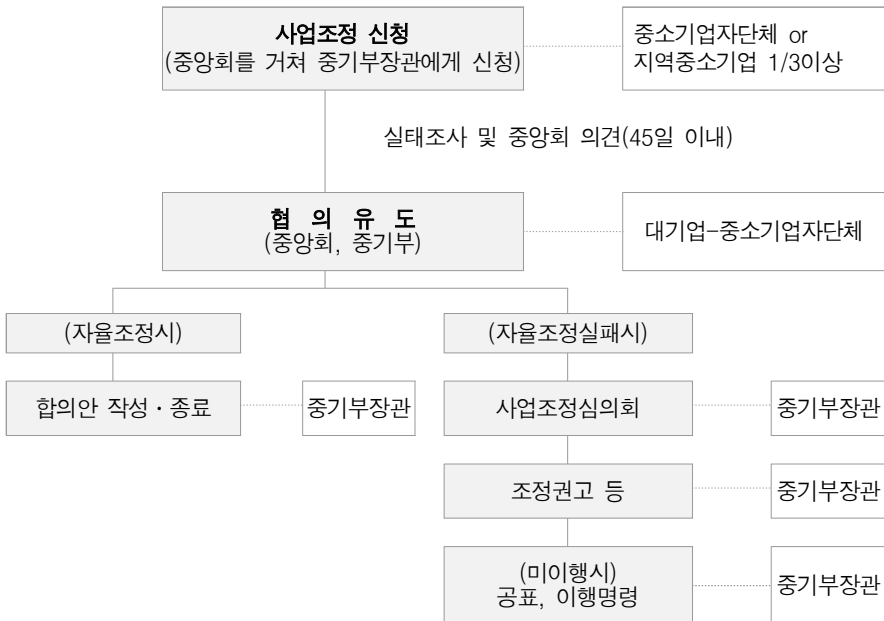 사업조정 신청
(중앙회를 거쳐 중기부장관에게 신청)
중소기업자단체 or
지역중소기업 1/3이상
실태조사 및 중앙회 의견(45일 이내)
협 의 유 도
(중앙회, 중기부)
대기업-중소기업자단체
(자율조정시)
(자율조정실패시)
합의안 작성·종료
중기부장관
사업조정심의회
중기부장관
조정권고 등
중기부장관
(미이행시)
공표, 이행명령
중기부장관